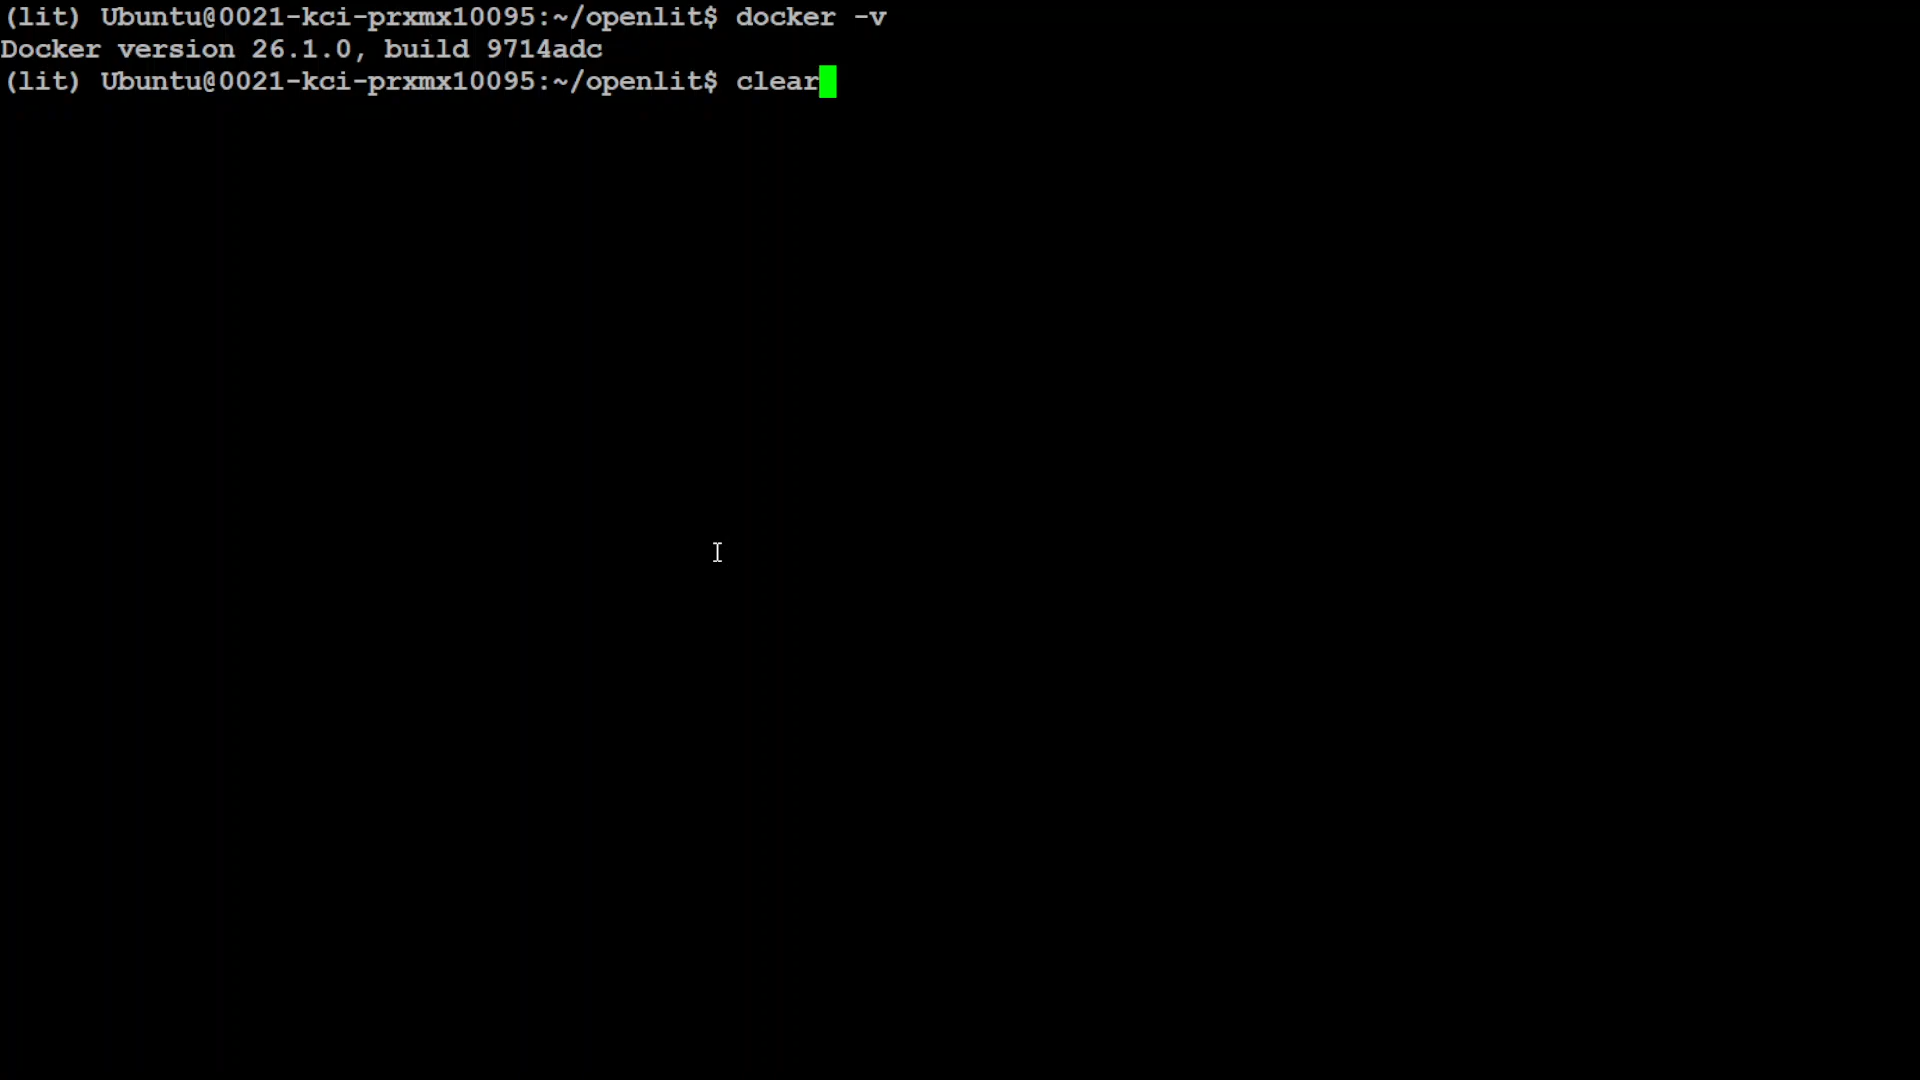 (lit) Ubuntu@0021-kci-prxmx10095:~/openlit$ docker -v
Docker version 26.1.0, build 9714adc
(lit) Ubuntu@0021-kci-prxmx10095:~/openlit$ clear